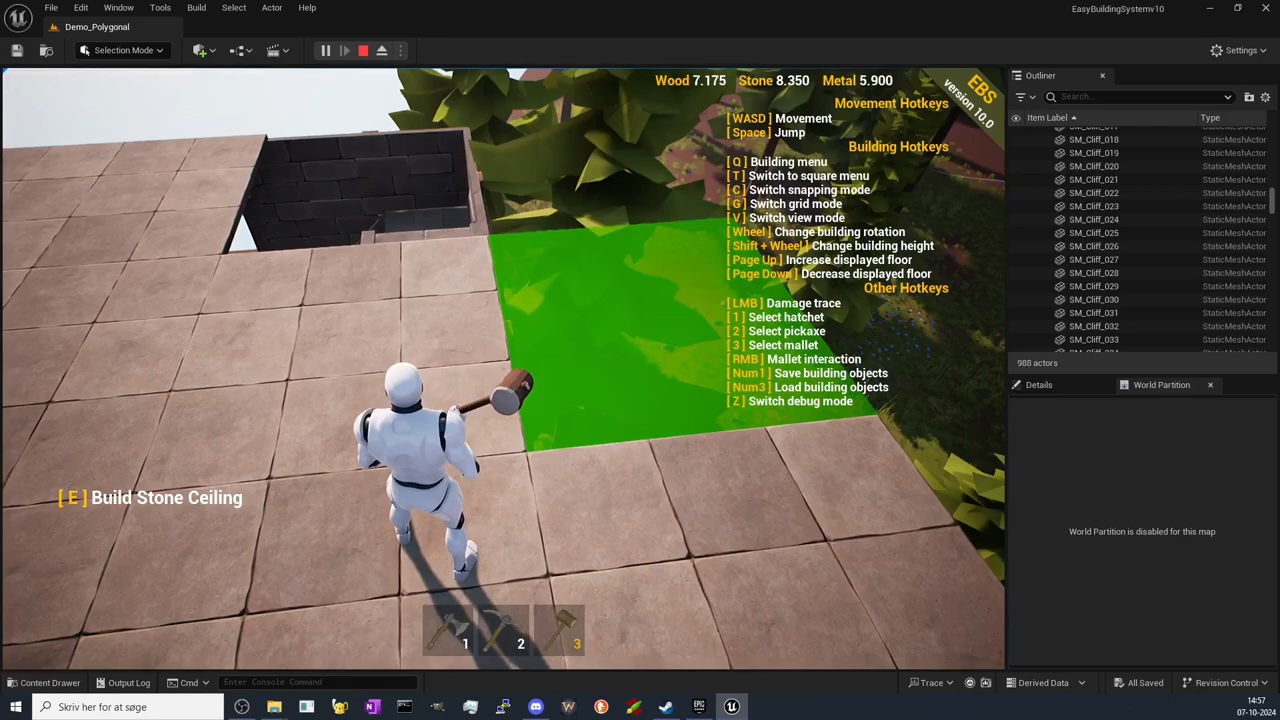 File Edit Window Tools Build Select Actor Help
EasyBuildingSystemv10
Demo_Polygonal
Selection Mode
Settings
Wood 7.175 Stone 8.350 Metal 5.900
EBS
version 10.0
Movement Hotkeys
[ WASD ] Movement
[ Space ] Jump
Building Hotkeys
[ Q ] Building menu
[ T ] Switch to square menu
[ C ] Switch snapping mode
[ G ] Switch grid mode
[ V ] Switch view mode
[ Wheel ] Change building rotation
[ Shift + Wheel ] Change building height
[ Page Up ] Increase displayed floor
[ Page Down ] Decrease displayed floor
Other Hotkeys
[ LMB ] Damage trace
[ 1 ] Select hatchet
[ 2 ] Select pickaxe
[ 3 ] Select mallet
[ RMB ] Mallet interaction
[ Num1 ] Save building objects
[ Num3 ] Load building objects
[ Z ] Switch debug mode
[ E ] Build Stone Ceiling
1 2 3
Outliner
Search...
Item Label Type
SM_Cliff_018 StaticMeshActor
SM_Cliff_019 StaticMeshActor
SM_Cliff_020 StaticMeshActor
SM_Cliff_021 StaticMeshActor
SM_Cliff_022 StaticMeshActor
SM_Cliff_023 StaticMeshActor
SM_Cliff_024 StaticMeshActor
SM_Cliff_025 StaticMeshActor
SM_Cliff_026 StaticMeshActor
SM_Cliff_027 StaticMeshActor
SM_Cliff_028 StaticMeshActor
SM_Cliff_029 StaticMeshActor
SM_Cliff_030 StaticMeshActor
SM_Cliff_031 StaticMeshActor
SM_Cliff_032 StaticMeshActor
SM_Cliff_033 StaticMeshActor
988 actors
Details World Partition
World Partition is disabled for this map
Content Drawer Output Log Cmd Enter Console Command Trace Derived Data All Saved Revision Control
Skriv her for at søge
14:57
07-10-2024